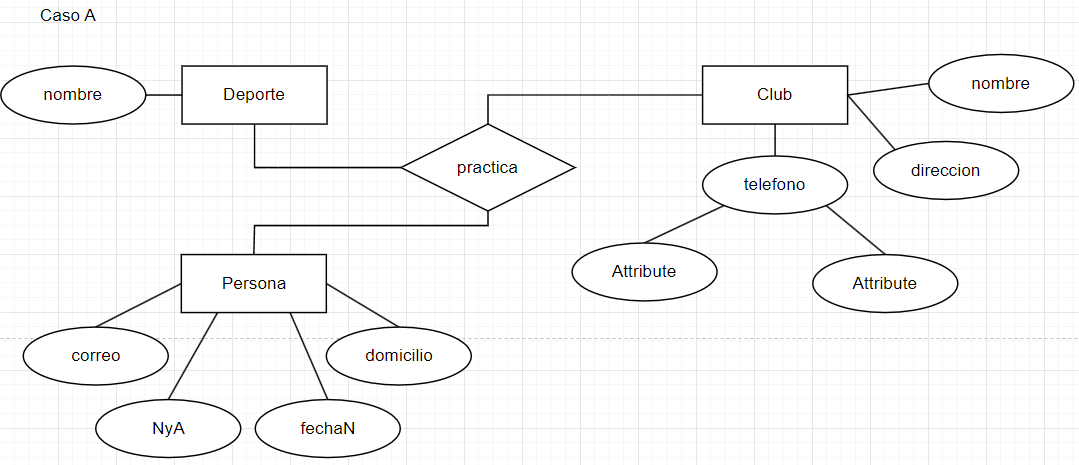 Caso A
nombre
Deporte
Club
nombre
practica
direccion
telefono
Attribute
Attribute
Persona
correo
domicilio
NyA
fechaN